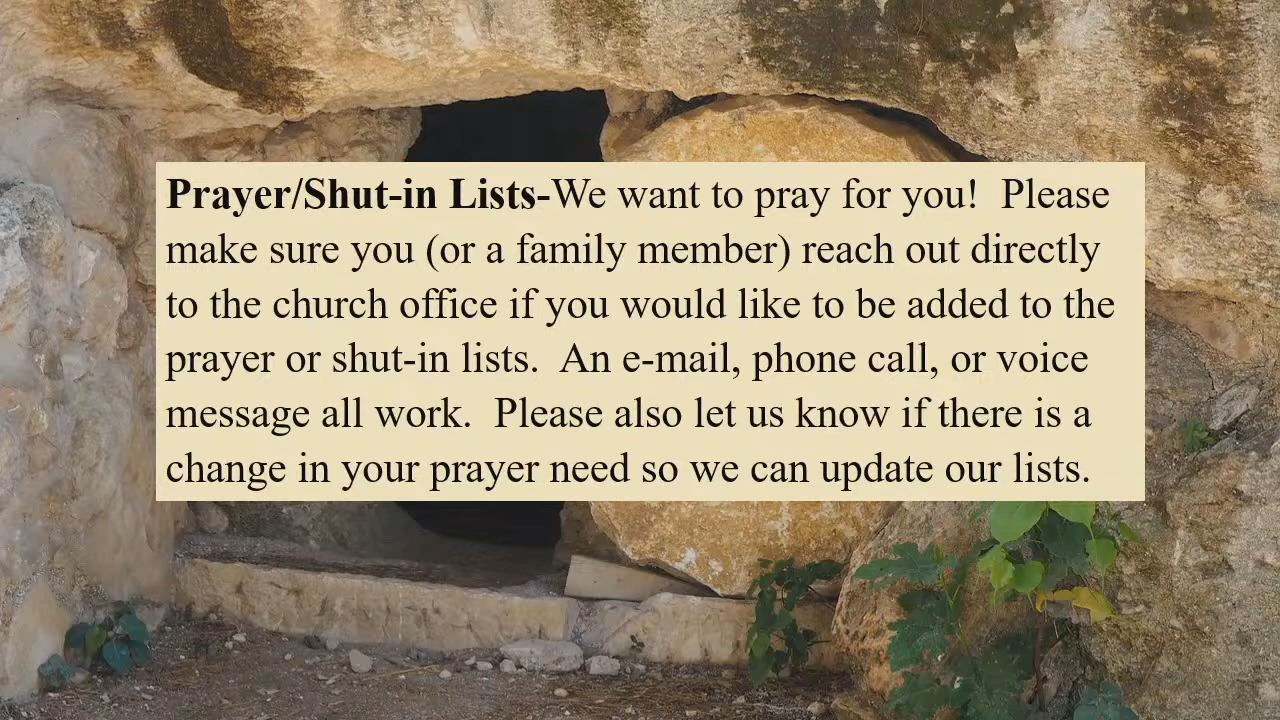 Prayer/Shut-in Lists-We want to pray for you!  Please
make sure you (or a family member) reach out directly
to the church office if you would like to be added to the
prayer or shut-in lists.  An e-mail, phone call, or voice
message all work.  Please also let us know if there is a
change in your prayer need so we can update our lists.